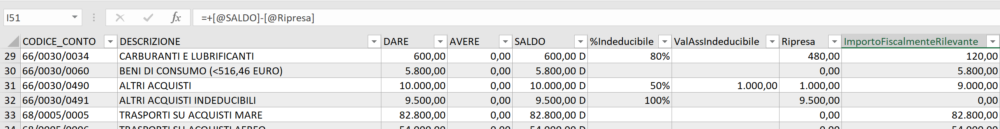 I51 fx =+[@SALDO]-[@Ripresa]
CODICE_CONTO DESCRIZIONE DARE AVERE SALDO %Indeducibile ValAssIndeducibile Ripresa ImportoFiscalmenteRilevante
29 66/0030/0034 CARBURANTI E LUBRIFICANTI 600,00 0,00 600,00 D 80% 480,00 120,00
30 66/0030/0060 BENI DI CONSUMO (<516,46 EURO) 5.800,00 0,00 5.800,00 D 0,00 5.800,00
31 66/0030/0490 ALTRI ACQUISTI 10.000,00 0,00 10.000,00 D 50% 1.000,00 1.000,00 9.000,00
32 66/0030/0491 ALTRI ACQUISTI INDEDUCIBILI 9.500,00 0,00 9.500,00 D 100% 9.500,00 0,00
33 68/0005/0005 TRASPORTI SU ACQUISTI MARE 82.800,00 0,00 82.800,00 D 0,00 82.800,00
34 68/0005/0006 TRASPORTI SU ACQUISTI AEREO 54.000,00 0,00 54.000,00 D 0,00 54.000,00